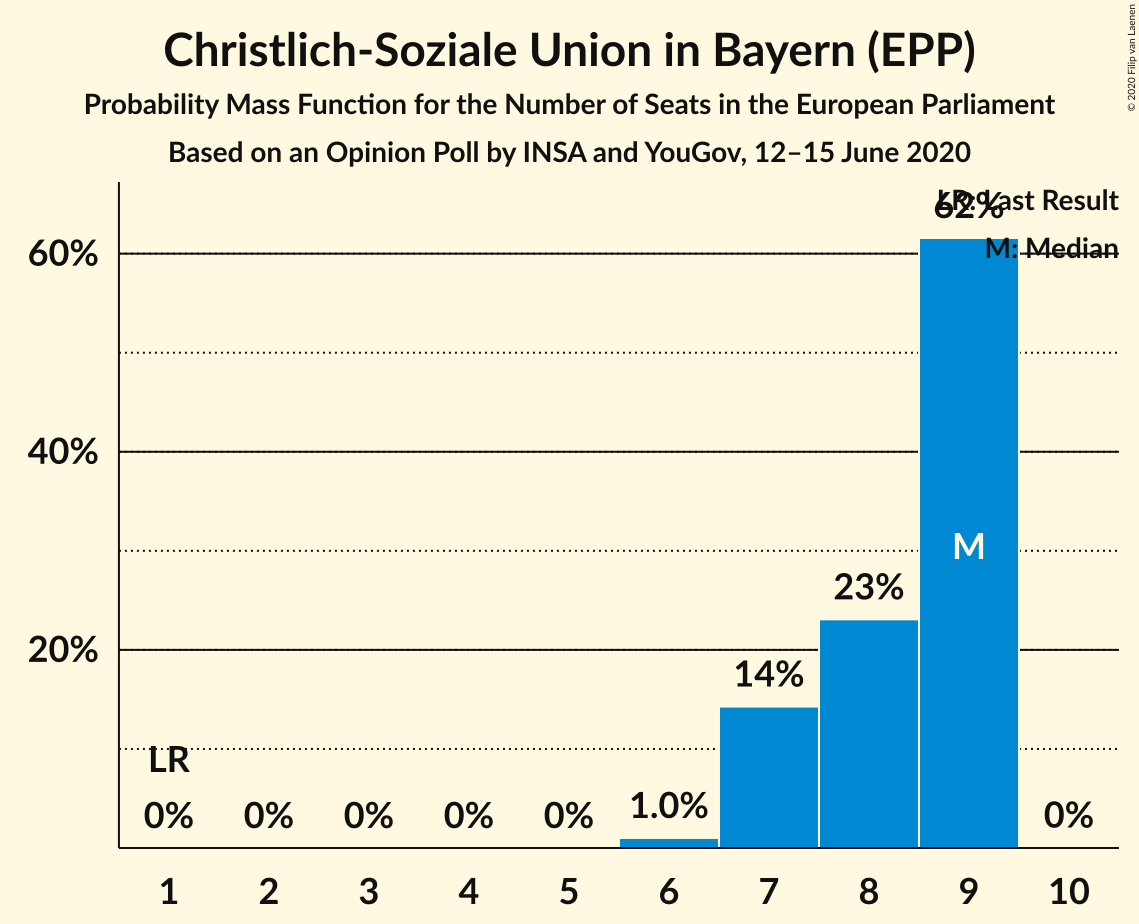 Christlich-Soziale Union in Bayern (EPP)
Probability Mass Function for the Number of Seats in the European Parliament
Based on an Opinion Poll by INSA and YouGov, 12–15 June 2020
© 2020 Filip van Laenen
LR: Last Result
M: Median
62%
60%
40%
20%
M
23%
14%
LR
0% 0% 0% 0% 0% 1.0% 0%
1 2 3 4 5 6 7 8 9 10